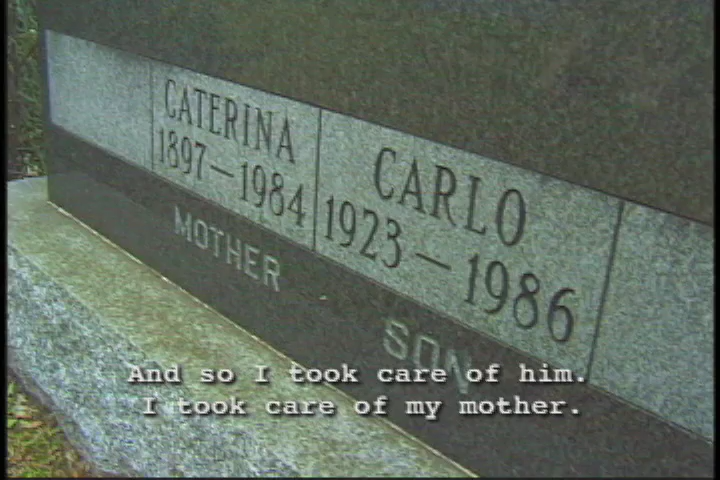 CATERINA
1897-1984
MOTHER
CARLO
1923-1986
SON
And so I took care of him.
I took care of my mother.